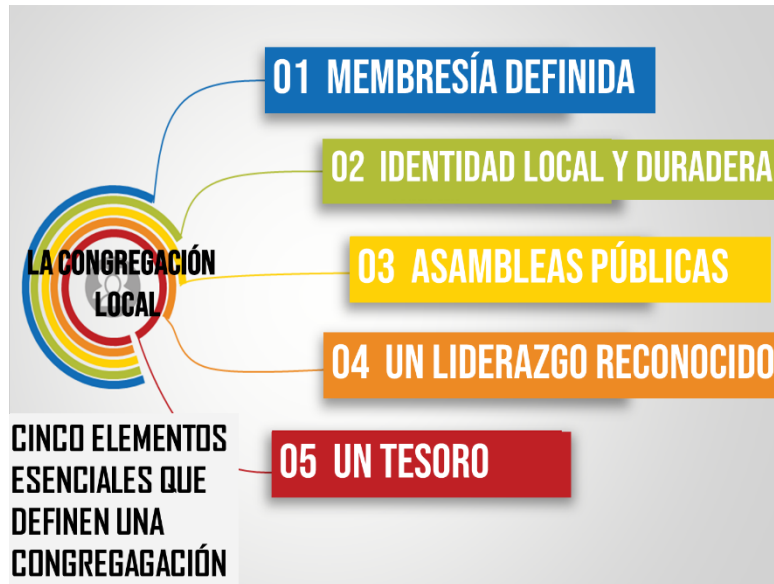 01 MEMBRESÍA DEFINIDA
02 IDENTIDAD LOCAL Y DURADERA
03 ASAMBLEAS PÚBLICAS
04 UN LIDERAZGO RECONOCIDO
05 UN TESORO
LA CONGREGACIÓN
LOCAL
CINCO ELEMENTOS
ESENCIALES QUE
DEFINEN UNA
CONGREGAGACIÓN